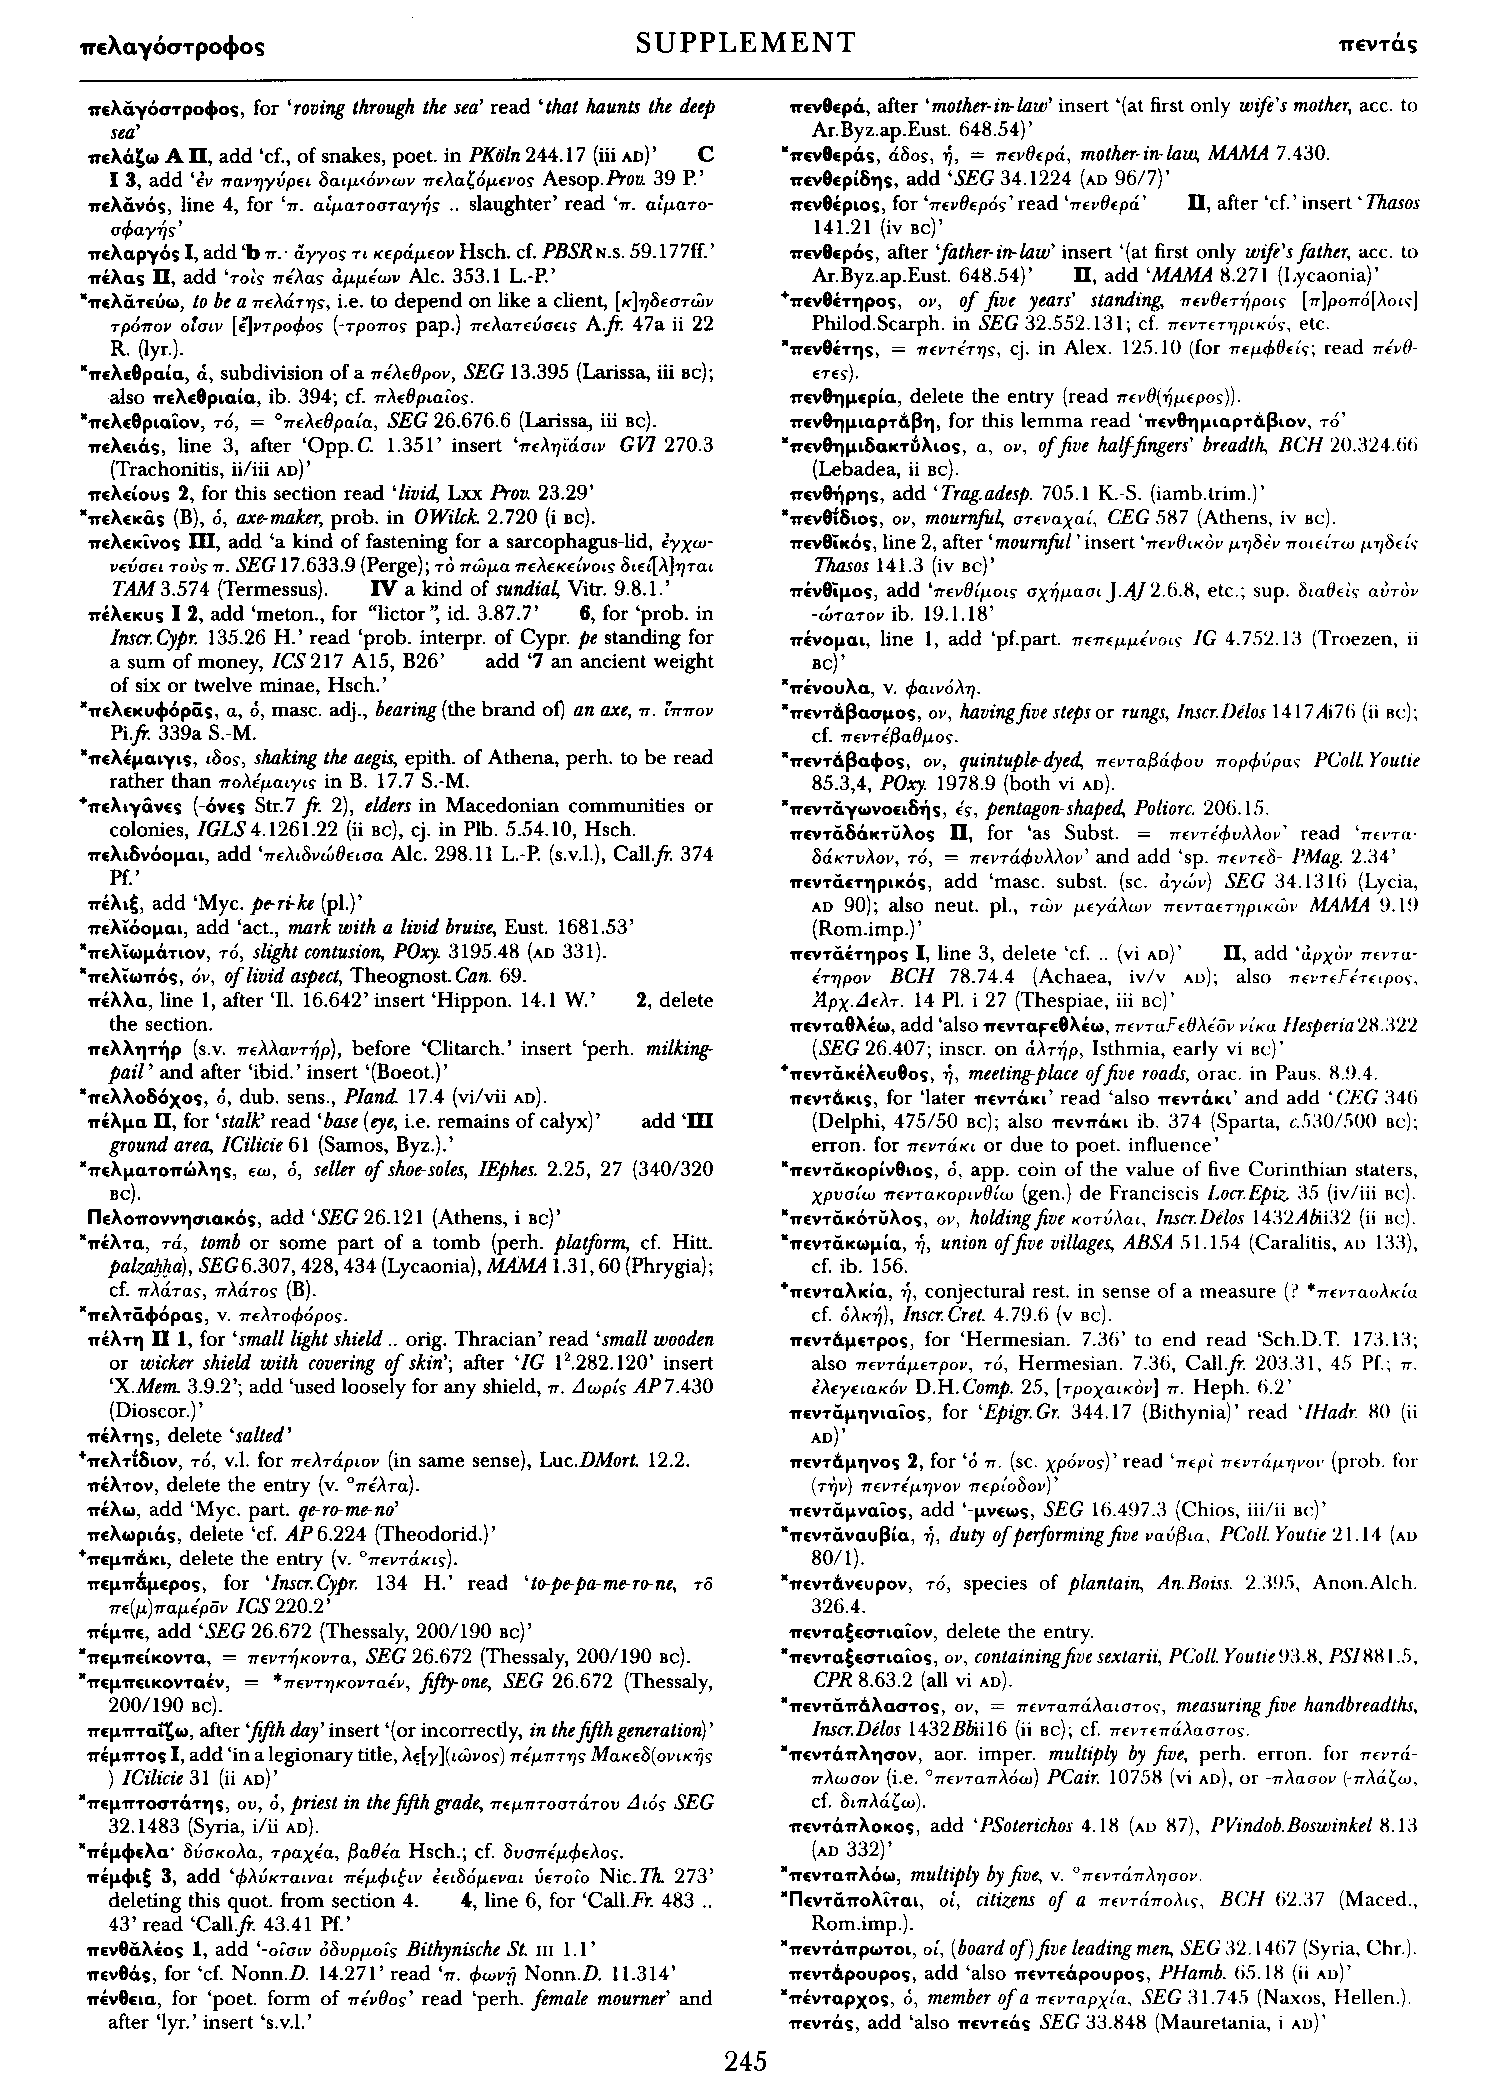 πελαγόστροφος
SUPPLEMENT
πεντάς
πελᾰγόστροφος, for ‘roving through the sea’ read ‘that haunts the deep
sea’
πελάζω A II, add ‘cf., of snakes, poet. in PKöln 244.17 (iii AD)’ C
I 3, add ‘ἐν πανηγύρει δαιμ‹όν›ων πελαζόμενος Aesop.Prov. 39 P.’
πελᾰνός, line 4, for ‘π. αἱματοσταγής .. slaughter’ read ‘π. αἱματο-
σφαγής’
πελαργός I, add ‘b π.· ἄγγος τι κεράμεον Hsch. cf. PBSR N.S. 59.177ff.’
πέλας II, add ‘τοὶς πέλας ἀμμέων Alc. 353.1 L.-P.’
*πελᾰτεύω, to be a πελάτης, i.e. to depend on like a client, [κ]ηδεστῶν
τρόπον οἷσιν [ἐ]ντροφος (-τροπος pap.) πελατεύσεις A.fr. 47a ii 22
R. (lyr.).
*πελεθραία, ἁ, subdivision of a πέλεθρον, SEG 13.395 (Larissa, iii BC);
also πελεθριαία, ib. 394; cf. πλεθριαῖος.
*πελεθριαῖον, τό, = °πελεθραία, SEG 26.676.6 (Larissa, iii BC).
πελειάς, line 3, after ‘Opp.C. 1.351’ insert ‘πεληϊάσιν GVI 270.3
(Trachonitis, ii/iii AD)’
πελείους 2, for this section read ‘livid, Lxx Prov. 23.29’
*πελεκᾶς (B), ὁ, axe-maker, prob. in OWilck. 2.720 (i BC).
πελεκῖνος III, add ‘a kind of fastening for a sarcophagus-lid, ἐγχω-
νεύσει τοὺς π. SEG 17.633.9 (Perge); τὸ πῶμα πελεκείνοις διεί[λ]ηται
TAM 3.574 (Termessus). IV a kind of sundial, Vitr. 9.8.1.’
πέλεκυς I 2, add ‘meton., for “lictor”, id. 3.87.7’ 6, for ‘prob. in
Inscr.Cypr. 135.26 H.’ read ‘prob. interpr. of Cypr. pe standing for
a sum of money, ICS 217 A15, B26’ add ‘7 an ancient weight
of six or twelve minae, Hsch.’
*πελεκυφόρᾱς, α, ὁ, masc. adj., bearing (the brand of) an axe, π. ἵππον
Pi.fr. 339a S.-M.
*πελέμαιγις, ιδος, shaking the aegis, epith. of Athena, perh. to be read
rather than πολέμαιγις in B. 17.7 S.-M.
⁺πελιγᾶνες (-όνες Str.7 fr. 2), elders in Macedonian communities or
colonies, IGLS 4.1261.22 (ii BC), cj. in Plb. 5.54.10, Hsch.
πελιδνόομαι, add ‘πελιδνώθεισα Alc. 298.11 L.-P. (s.v.l.), Call.fr. 374
Pf.’
πέλιξ, add ‘Myc. pe-ri-ke (pl.)’
πελῐόομαι, add ‘act., mark with a livid bruise, Eust. 1681.53’
*πελῐωμάτιον, τό, slight contusion, POxy. 3195.48 (AD 331).
*πελῐωπός, όν, of livid aspect, Theognost.Can. 69.
πέλλα, line 1, after ‘Il. 16.642’ insert ‘Hippon. 14.1 W.’ 2, delete
the section.
πελλητήρ (s.v. πελλαντήρ), before ‘Clitarch.’ insert ‘perh. milking-
pail’ and after ‘ibid.’ insert ‘(Boeot.)’
*πελλοδόχος, ὁ, dub. sens., PIand. 17.4 (vi/vii AD).
πέλμα II, for ‘stalk’ read ‘base (eye, i.e. remains of calyx)’ add ‘III
ground area, ICilicie 61 (Samos, Byz.).’
*πελματοπώλης, εω, ὁ, seller of shoe-soles, IEphes. 2.25, 27 (340/320
BC).
Πελοποννησιακός, add ‘SEG 26.121 (Athens, i BC)’
*πέλτα, τά, tomb or some part of a tomb (perh. platform, cf. Hitt.
palzaḫḫa), SEG 6.307, 428, 434 (Lycaonia), MAMA 1.31, 60 (Phrygia);
cf. πλάτας, πλάτος (B).
*πελτᾰφόρας, v. πελτοφόρος.
πέλτη II 1, for ‘small light shield .. orig. Thracian’ read ‘small wooden
or wicker shield with covering of skin’; after ‘IG 1².282.120’ insert
‘X.Mem. 3.9.2’; add ‘used loosely for any shield, π. Δωρίς AP 7.430
(Dioscor.)’
πέλτης, delete ‘salted’
⁺πελτῐ́διον, τό, v.l. for πελτάριον (in same sense), Luc.DMort. 12.2.
πέλτον, delete the entry (v. °πέλτα).
πέλω, add ‘Myc. part. qe-ro-me-no’
πελωριάς, delete ‘cf. AP 6.224 (Theodorid.)’
⁺πεμπᾰ́κι, delete the entry (v. °πεντάκις).
πεμπᾰ́μερος, for ‘Inscr.Cypr. 134 H.’ read ‘to-pe-pa-me-ro-ne, τō̃
πε(μ)παμέρōν ICS 220.2’
πέμπε, add ‘SEG 26.672 (Thessaly, 200/190 BC)’
*πεμπείκοντα, = πεντήκοντα, SEG 26.672 (Thessaly, 200/190 BC).
*πεμπεικονταέν, = *πεντηκονταέν, fifty-one, SEG 26.672 (Thessaly,
200/190 BC).
πεμπταΐζω, after ‘fifth day’ insert ‘(or incorrectly, in the fifth generation)’
πέμπτος I, add ‘in a legionary title, λε[γ](ιῶνος) πέμπτης Μακεδ(ονικῆς
) ICilicie 31 (ii AD)’
*πεμπτοστάτης, ου, ὁ, priest in the fifth grade, πεμπτοστάτου Διός SEG
32.1483 (Syria, i/ii AD).
*πέμφελα· δύσκολα, τραχέα, βαθέα Hsch.; cf. δυσπέμφελος.
πέμφιξ 3, add ‘φλύκταιναι πέμφιξιν ἐειδόμεναι ὑετοῖο Nic.Th. 273’
deleting this quot. from section 4. 4, line 6, for ‘Call.Fr. 483 ..
43’ read ‘Call.fr. 43.41 Pf.’
πενθᾰλέος 1, add ‘-οῖσιν ὀδυρμοῖς Bithynische St. III 1.1’
πενθάς, for ‘cf. Nonn.D. 14.271’ read ‘π. φωνῇ Nonn.D. 11.314’
πένθεια, for ‘poet. form of πένθος’ read ‘perh. female mourner’ and
after ‘lyr.’ insert ‘s.v.l.’
πενθερά, after ‘mother-in-law’ insert ‘(at first only wife's mother, acc. to
Ar.Byz.ap.Eust. 648.54)’
*πενθεράς, άδος, ἡ, = πενθερά, mother-in-law, MAMA 7.430.
πενθερίδης, add ‘SEG 34.1224 (AD 96/7)’
πενθέριος, for ‘πενθερός’ read ‘πενθερά’ II, after ‘cf.’ insert ‘Thasos
141.21 (iv BC)’
πενθερός, after ‘father-in-law’ insert ‘(at first only wife's father, acc. to
Ar.Byz.ap.Eust. 648.54)’ II, add ‘MAMA 8.271 (Lycaonia)’
⁺πενθέτηρος, ον, of five years' standing, πενθετήροις [π]ροπό[λοις]
Philod.Scarph. in SEG 32.552.131; cf. πεντετηρικός, etc.
*πενθέτης, = πεντέτης, cj. in Alex. 125.10 (for πεμφθείς; read πένθ-
ετες).
πενθημερία, delete the entry (read πενθ(ήμερος)).
πενθημιαρτᾰ́βη, for this lemma read ‘πενθημιαρτᾰ́βιον, τό’
*πενθημιδακτῠ́λιος, α, ον, of five half-fingers' breadth, BCH 20.324.66
(Lebadea, ii BC).
πενθήρης, add ‘Trag.adesp. 705.1 K.-S. (iamb.trim.)’
*πενθῐ́διος, ον, mournful, στεναχαί, CEG 587 (Athens, iv BC).
πενθῐκός, line 2, after ‘mournful’ insert ‘πενθικὸν μηδὲν ποιείτω μηδείς
Thasos 141.3 (iv BC)’
πένθῐμος, add ‘πενθίμοις σχήμασι J.AJ 2.6.8, etc.; sup. διαθεὶς αὑτὸν
-ώτατον ib. 19.1.18’
πένομαι, line 1, add ‘pf.part. πεπεμμένοις IG 4.752.13 (Troezen, ii
BC)’
*πένουλα, v. φαινόλη.
*πεντᾰ́βασμος, ον, having five steps or rungs, Inscr.Délos 1417Ai76 (ii BC);
cf. πεντέβαθμος.
*πεντᾰ́βαφος, ον, quintuple-dyed, πενταβάφου πορφύρας PColl.Youtie
85.3,4, POxy. 1978.9 (both vi AD).
*πεντᾰγωνοειδής, ές, pentagon-shaped, Poliorc. 206.15.
πεντᾰδάκτῠλος II, for ‘as Subst. = πεντέφυλλον’ read ‘πεντα-
δάκτυλον, τό, = πεντάφυλλον’ and add ‘sp. πεντεδ- PMag. 2.34’
πεντᾰετηρικός, add ‘masc. subst. (sc. ἀγών) SEG 34.1316 (Lycia,
AD 90); also neut. pl., τῶν μεγάλων πενταετηρικῶν MAMA 9.19
(Rom.imp.)’
πεντᾰέτηρος I, line 3, delete ‘cf. .. (vi AD)’ II, add ‘ἀρχὸν πεντα-
έτηρον BCH 78.74.4 (Achaea, iv/v AD); also πεντεϝέτειρος,
Ἀρχ.Δελτ. 14 Pl. i 27 (Thespiae, iii BC)’
πενταθλέω, add ‘also πενταϝεθλέω, πενταϝεθλέōν νίκα Hesperia 28.322
(SEG 26.407; inscr. on ἁλτήρ, Isthmia, early vi BC)’
⁺πεντᾰκέλευθος, ἡ, meeting-place of five roads, orac. in Paus. 8.9.4.
πεντᾰ́κις, for ‘later πεντάκι’ read ‘also πεντάκι’ and add ‘CEG 346
(Delphi, 475/50 BC); also πενπάκι ib. 374 (Sparta, c.530/500 BC);
erron. for πεντάκι or due to poet. influence’
*πεντᾰκορίνθιος, ὁ, app. coin of the value of five Corinthian staters,
χρυσίω πεντακορινθίω (gen.) de Franciscis Locr.Epiz. 35 (iv/iii BC).
*πεντᾰκότῠλος, ον, holding five κοτύλαι, Inscr.Délos 1432Abii32 (ii BC).
*πεντᾰκωμία, ἡ, union of five villages, ABSA 51.154 (Caralitis, AD 133),
cf. ib. 156.
⁺πενταλκία, ἡ, conjectural rest. in sense of a measure (? *πενταολκία
cf. ὁλκή), Inscr.Cret. 4.79.6 (v BC).
πεντᾰ́μετρος, for ‘Hermesian. 7.36’ to end read ‘Sch.D.T. 173.13;
also πεντάμετρον, τό, Hermesian. 7.36, Call.fr. 203.31, 45 Pf.; π.
ἐλεγειακόν D.H.Comp. 25, [τροχαικὸν] π. Heph. 6.2’
πεντᾰμηνιαῖος, for ‘Epigr.Gr. 344.17 (Bithynia)’ read ‘IHadr. 80 (ii
AD)’
πεντᾰ́μηνος 2, for ‘ὁ π. (sc. χρόνος)’ read ‘περὶ πεντάμηνον (prob. for
(τὴν) πεντέμηνον περίοδον)’
πεντᾰμναῖος, add ‘-μνεως, SEG 16.497.3 (Chios, iii/ii BC)’
*πεντᾰναυβία, ἡ, duty of performing five ναύβια, PColl.Youtie 21.14 (AD
80/1).
*πεντᾰ́νευρον, τό, species of plantain, An.Boiss. 2.395, Anon.Alch.
326.4.
πενταξεστιαῖον, delete the entry.
*πενταξεστιαῖος, ον, containing five sextarii, PColl.Youtie 93.8, PSI 881.5,
CPR 8.63.2 (all vi AD).
*πεντᾰπάλαστος, ον, = πενταπάλαιστος, measuring five handbreadths,
Inscr.Délos 1432Bbii16 (ii BC); cf. πεντεπάλαστος.
*πεντάπλησον, aor. imper. multiply by five, perh. erron. for πεντά-
πλωσον (i.e. °πενταπλόω) PCair. 10758 (vi AD), or -πλασον (-πλάζω,
cf. διπλάζω).
πεντάπλοκος, add ‘PSoterichos 4.18 (AD 87), PVindob.Boswinkel 8.13
(AD 332)’
*πενταπλόω, multiply by five, v. °πεντάπλησον.
*Πεντᾰπολῖται, οἱ, citizens of a πεντάπολις, BCH 62.37 (Maced.,
Rom.imp.).
*πεντάπρωτοι, οἱ, (board of) five leading men, SEG 32.1467 (Syria, Chr.).
πεντᾰ́ρουρος, add ‘also πεντεάρουρος, PHamb. 65.18 (ii AD)’
*πένταρχος, ὁ, member of a πενταρχία, SEG 31.745 (Naxos, Hellen.).
πεντάς, add ‘also πεντεάς SEG 33.848 (Mauretania, i AD)’
245